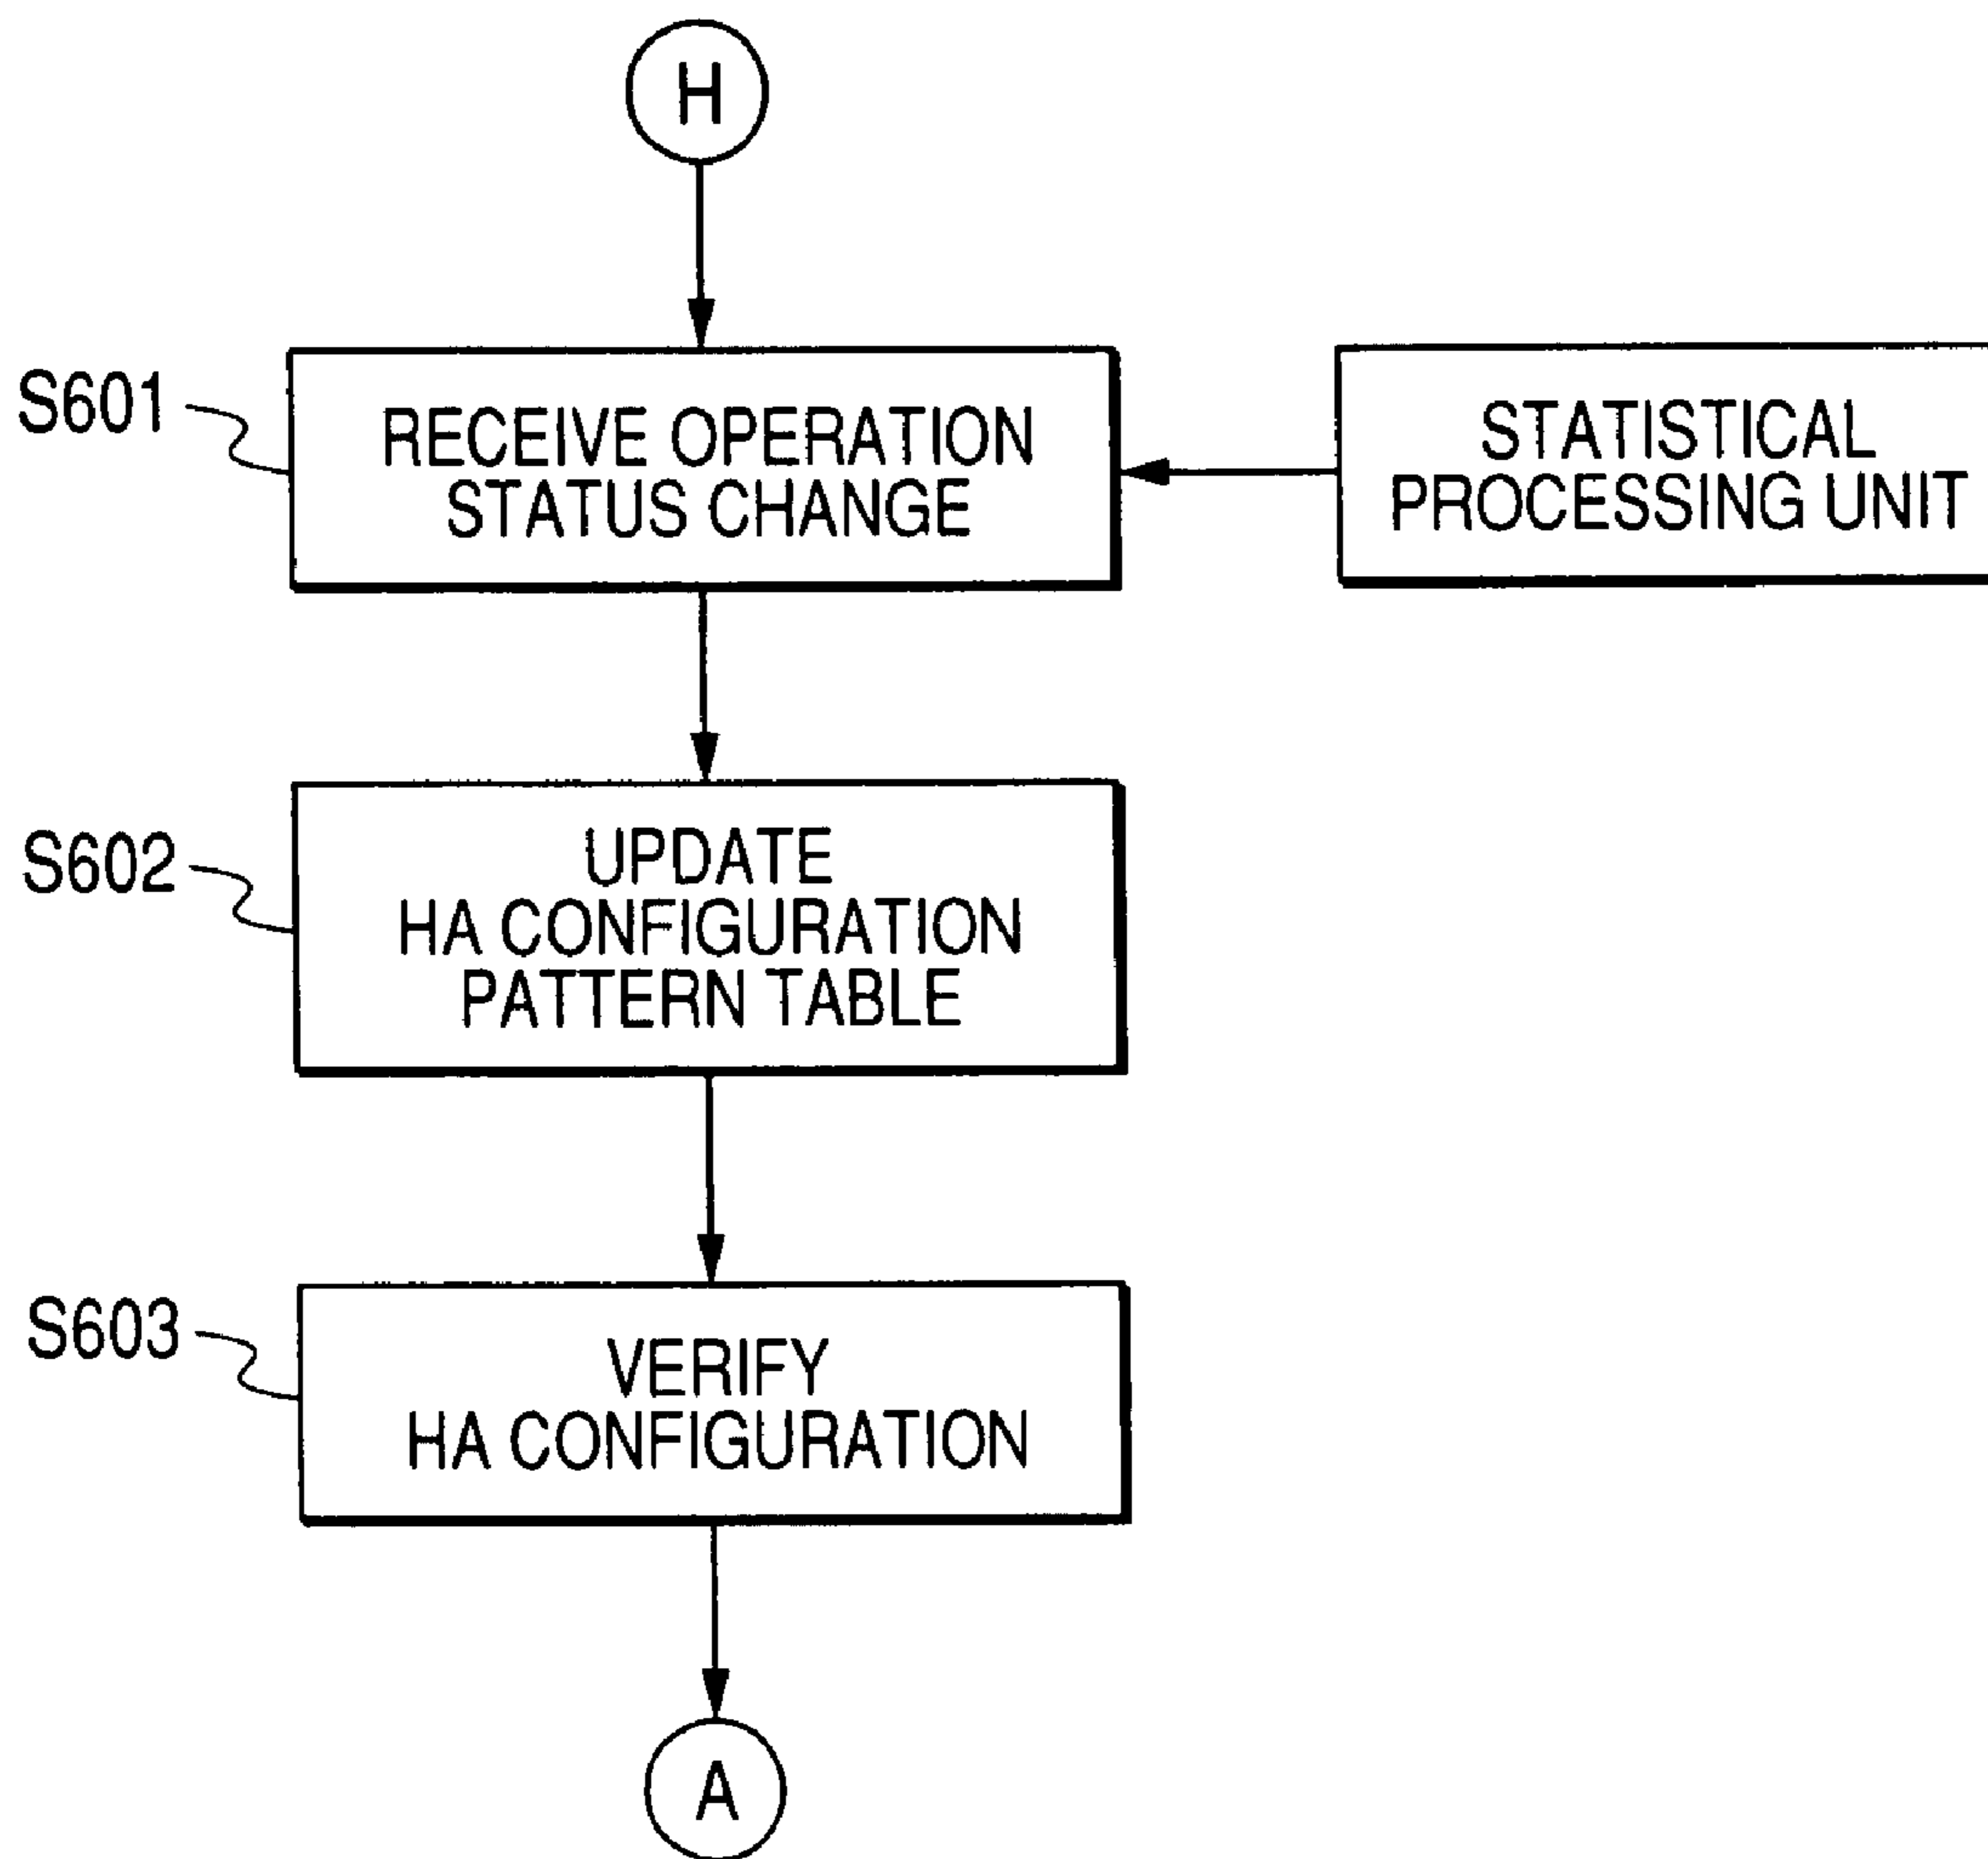 H
S601
RECEIVE OPERATION
STATUS CHANGE
STATISTICAL
PROCESSING UNIT
S602
UPDATE
HA CONFIGURATION
PATTERN TABLE
S603
VERIFY
HA CONFIGURATION
A